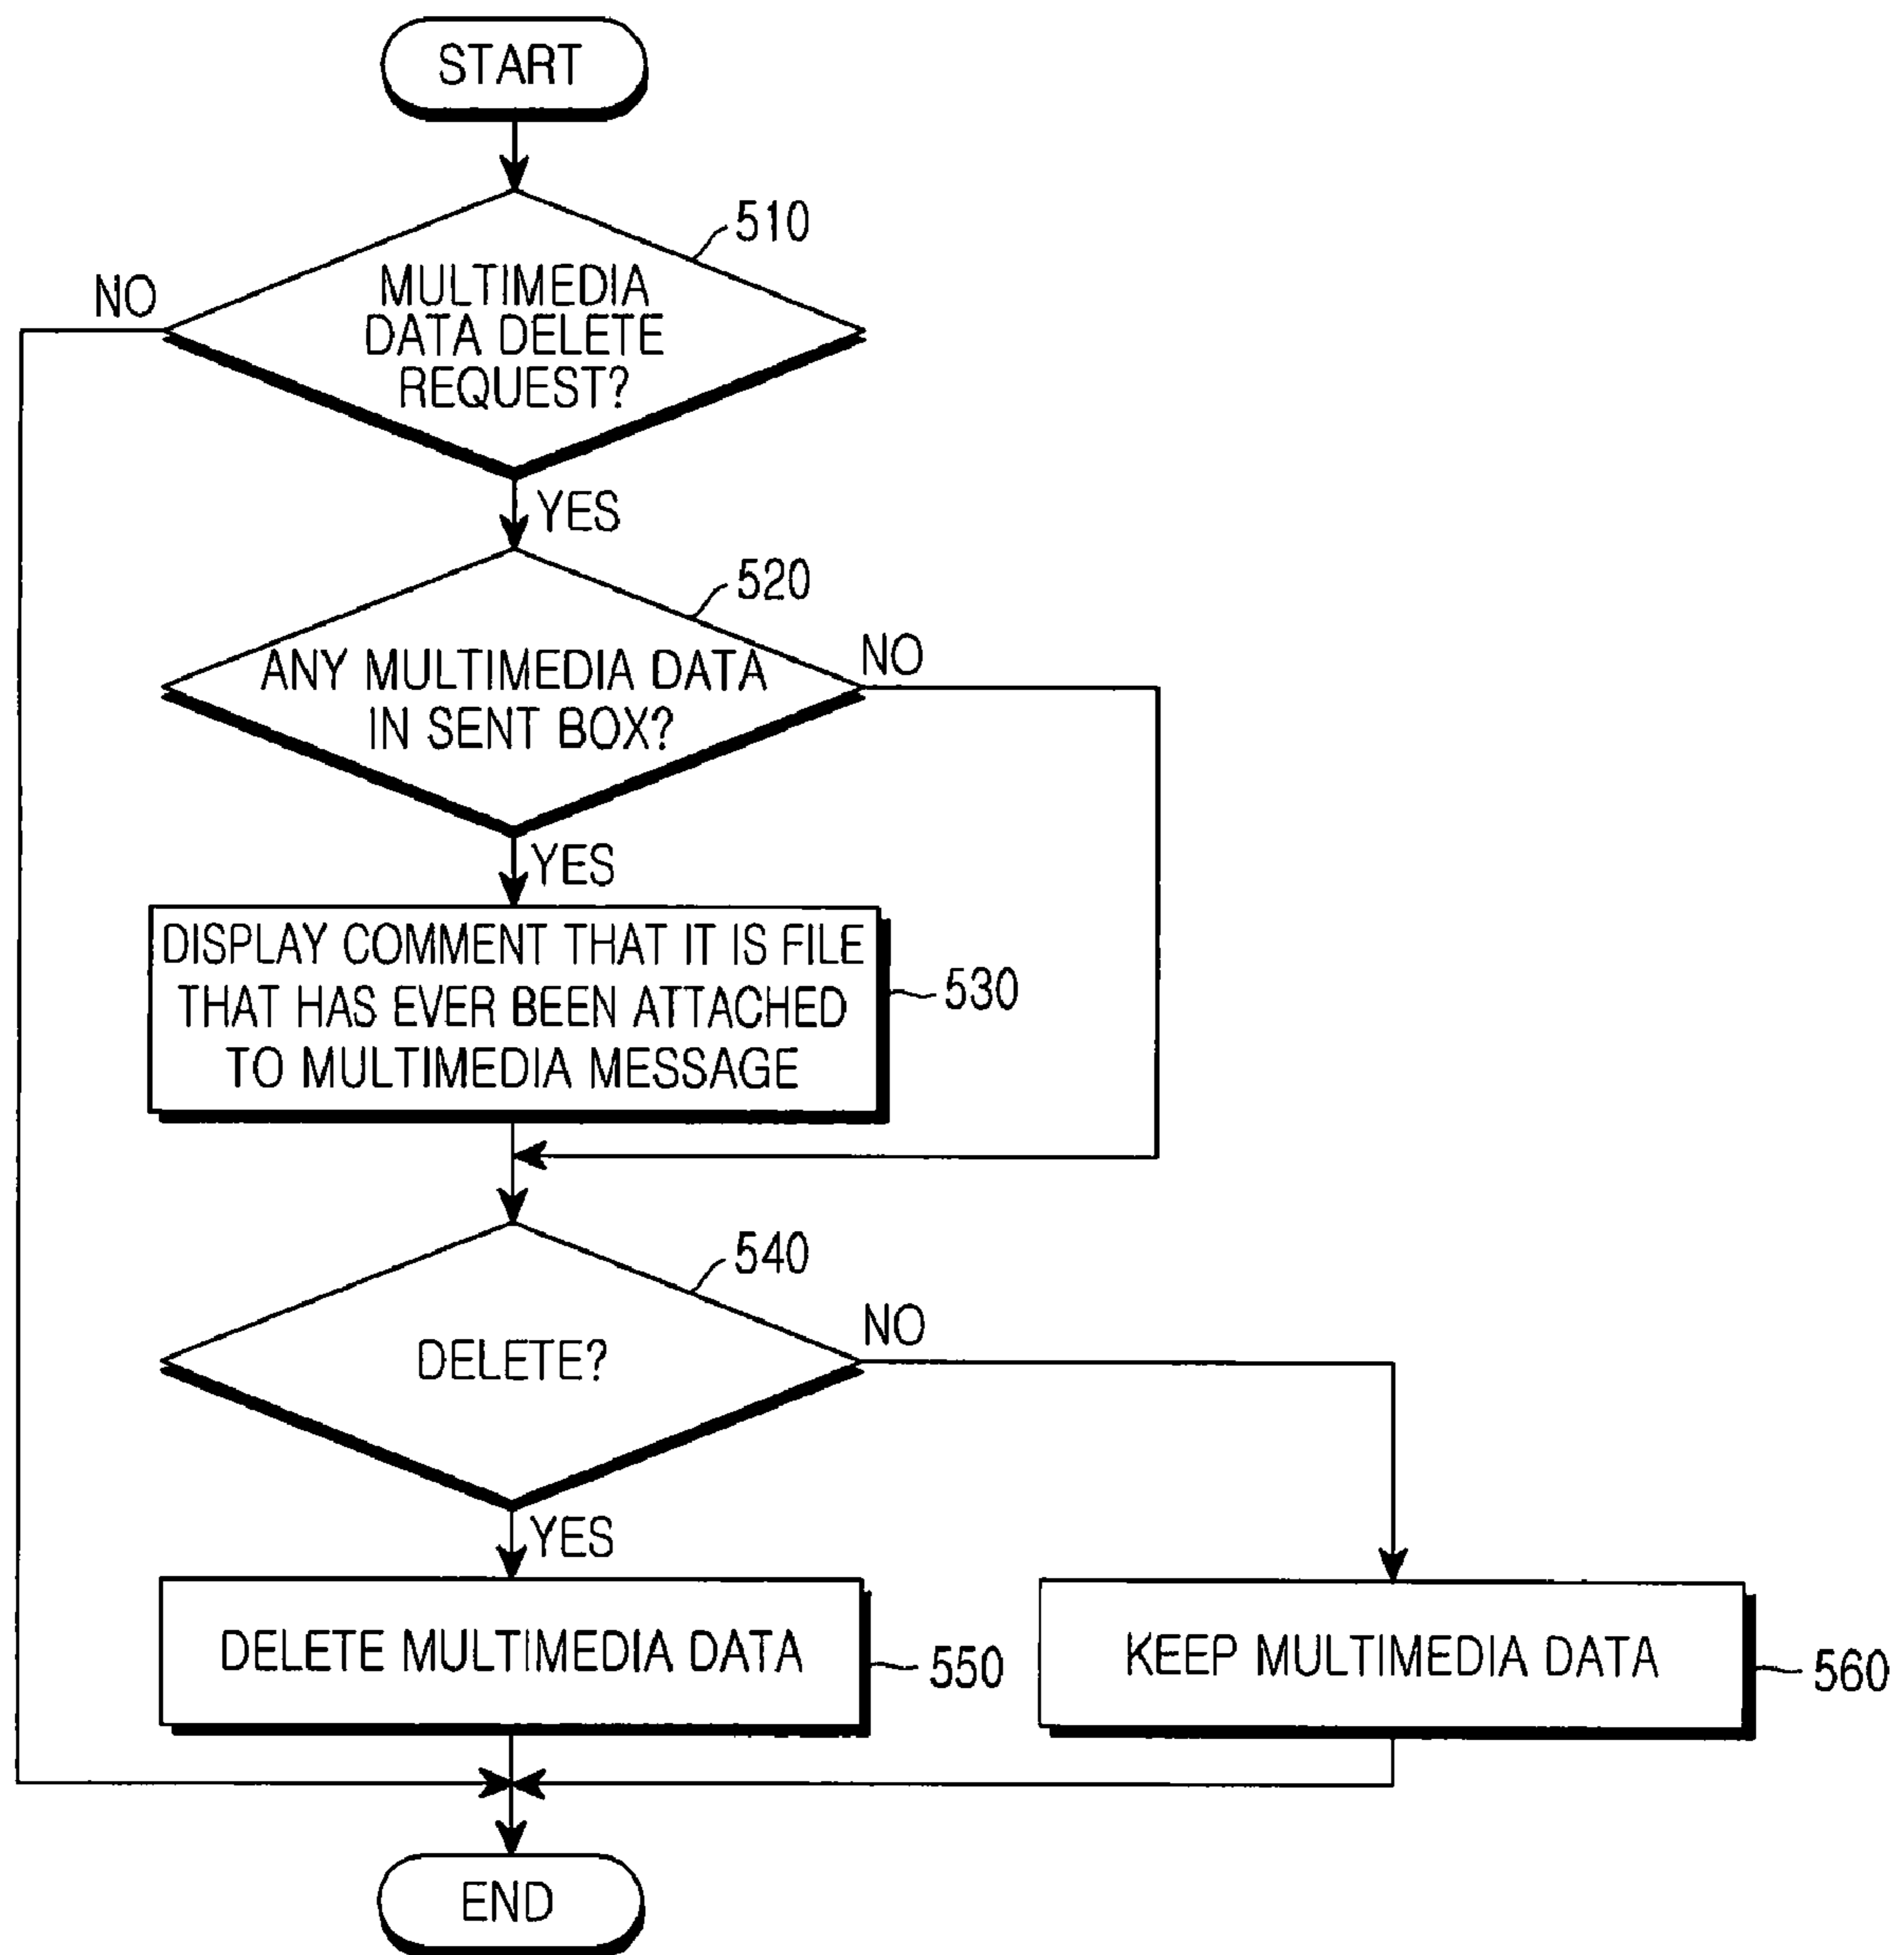 START
510
NO
MULTIMEDIA
DATA DELETE
REQUEST?
YES
520
NO
ANY MULTIMEDIA DATA
IN SENT BOX?
YES
DISPLAY COMMENT THAT IT IS FILE
THAT HAS EVER BEEN ATTACHED
TO MULTIMEDIA MESSAGE
530
540
NO
DELETE?
YES
DELETE MULTIMEDIA DATA
550
KEEP MULTIMEDIA DATA
560
END